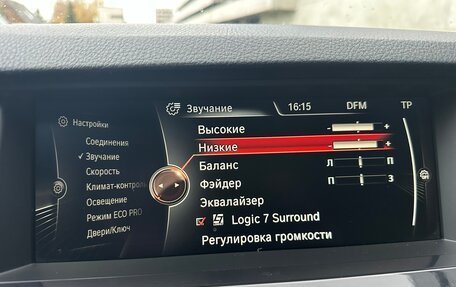 Настройки
Соединения
Звучание
Скорость
Климат-контроль
Освещение
Режим ECO PRO
Двери/Ключ
Звучание 16:15 DFM TP
Высокие - +
Низкие - +
Баланс Л П
Фэйдер П З
Эквалайзер
Logic 7 Surround
Регулировка громкости